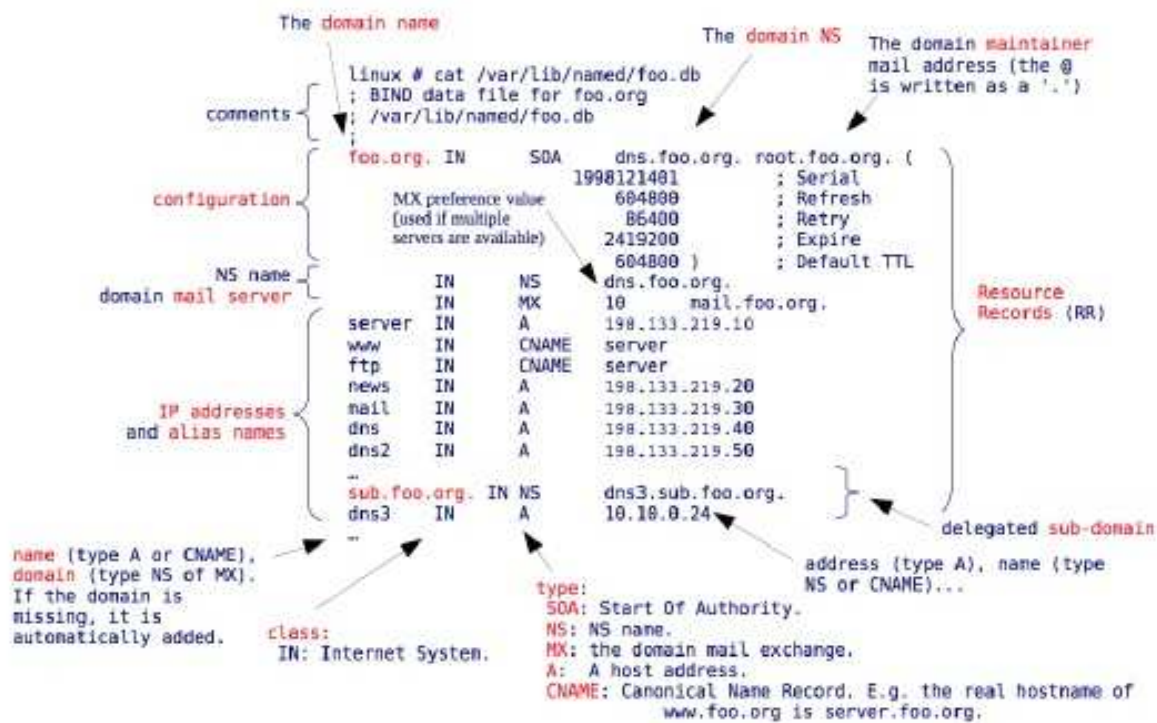 The domain name
The domain NS
The domain maintainer
mail address (the @
is written as a '.')
linux # cat /var/lib/named/foo.db
; BIND data file for foo.org
; /var/lib/named/foo.db
;
comments
foo.org. IN SOA dns.foo.org. root.foo.org. (
1998121401 ; Serial
604800 ; Refresh
86400 ; Retry
2419200 ; Expire
604800 ) ; Default TTL
configuration
MX preference value
(used if multiple
servers are available)
NS name
domain mail server
IN NS dns.foo.org.
IN MX 10 mail.foo.org.
server IN A 198.133.219.10
www IN CNAME server
ftp IN CNAME server
news IN A 198.133.219.20
mail IN A 198.133.219.30
dns IN A 198.133.219.40
dns2 IN A 198.133.219.50
…
sub.foo.org. IN NS dns3.sub.foo.org.
dns3 IN A 10.10.0.24
…
IP addresses
and alias names
Resource
Records (RR)
delegated sub-domain
name (type A or CNAME),
domain (type NS of MX).
If the domain is
missing, it is
automatically added.
class:
IN: Internet System.
type:
SOA: Start Of Authority.
NS: NS name.
MX: the domain mail exchange.
A: A host address.
CNAME: Canonical Name Record. E.g. the real hostname of
www.foo.org is server.foo.org.
address (type A), name (type
NS or CNAME)...